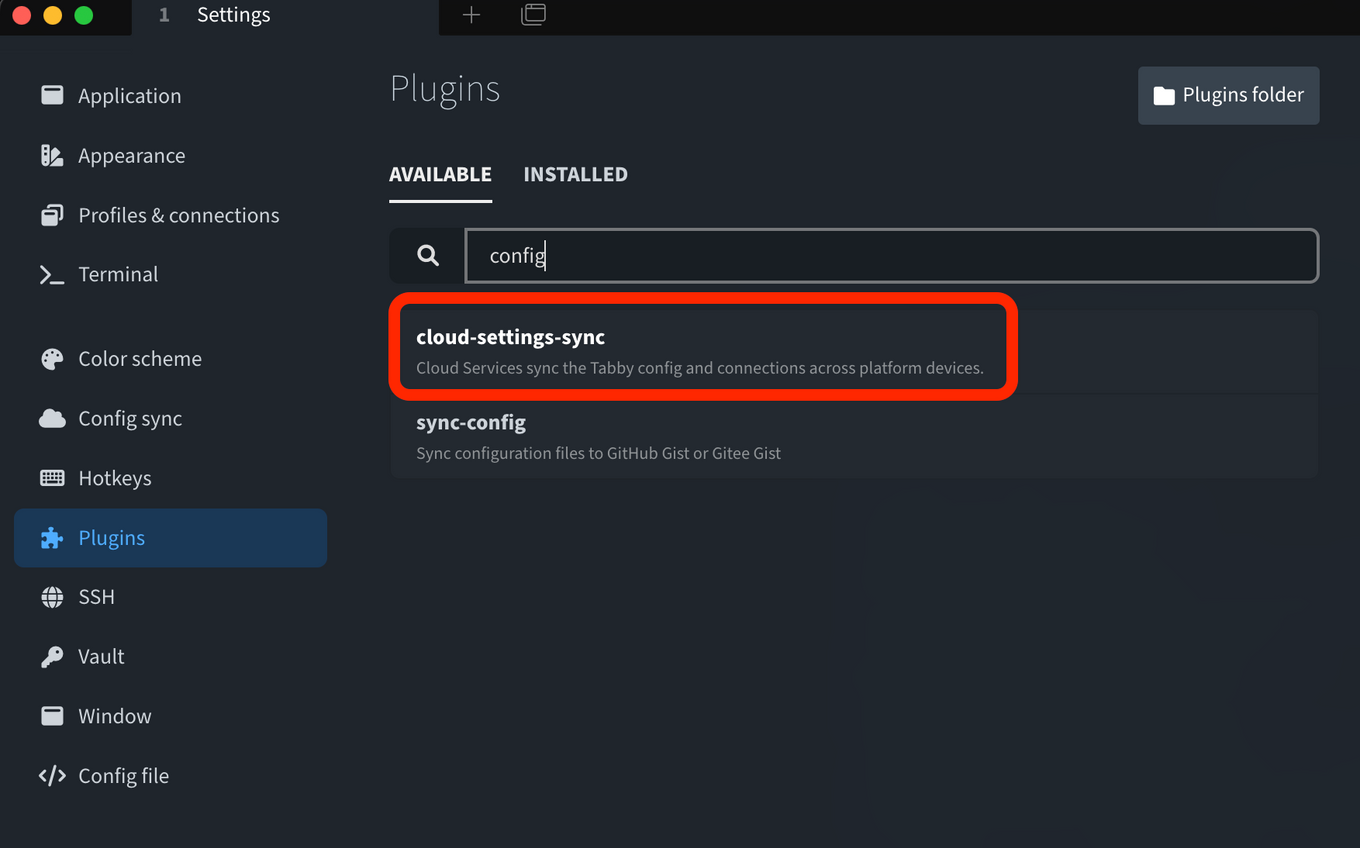 1 Settings
Application
Appearance
Profiles & connections
Terminal
Color scheme
Config sync
Hotkeys
Plugins
SSH
Vault
Window
Config file
Plugins
Plugins folder
AVAILABLE INSTALLED
config
cloud-settings-sync
Cloud Services sync the Tabby config and connections across platform devices.
sync-config
Sync configuration files to GitHub Gist or Gitee Gist